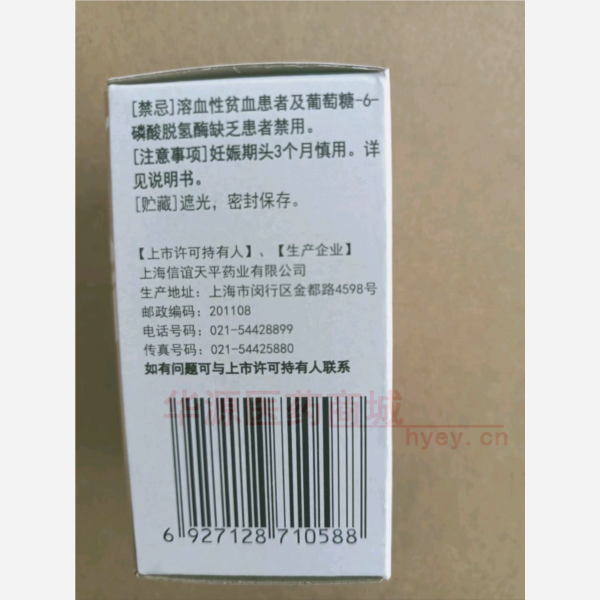 [禁忌]溶血性贫血患者及葡萄糖-6-
磷酸脱氢酶缺乏患者禁用。
[注意事项]妊娠期头3个月慎用。详
见说明书。
[贮藏]遮光，密封保存。
【上市许可持有人】、【生产企业】
上海信谊天平药业有限公司
生产地址：上海市闵行区金都路4598号
邮政编码：201108
电话号码：021-54428899
传真号码：021-54425880
如有问题可与上市许可持有人联系
华源医药商城
hyey.cn
6 927128 710588